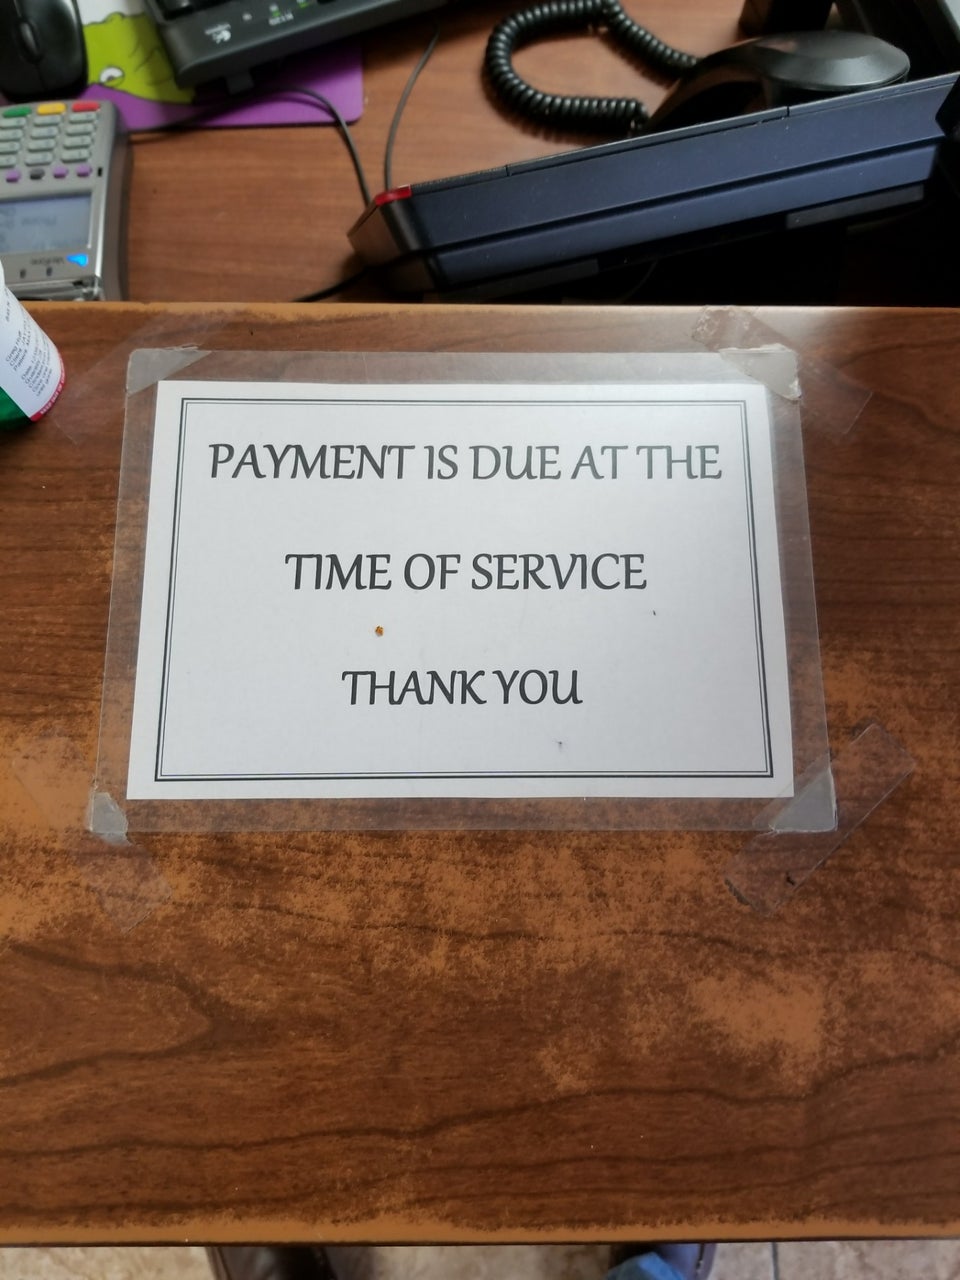 PAYMENT IS DUE AT THE
TIME OF SERVICE
THANK YOU